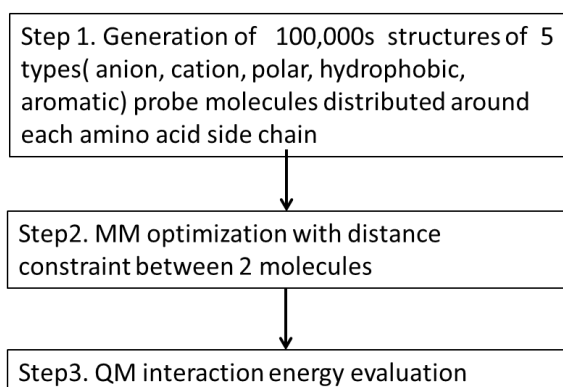 Step 1. Generation of 100,000s structures of 5
types( anion, cation, polar, hydrophobic,
aromatic) probe molecules distributed around
each amino acid side chain
Step2. MM optimization with distance
constraint between 2 molecules
Step3. QM interaction energy evaluation